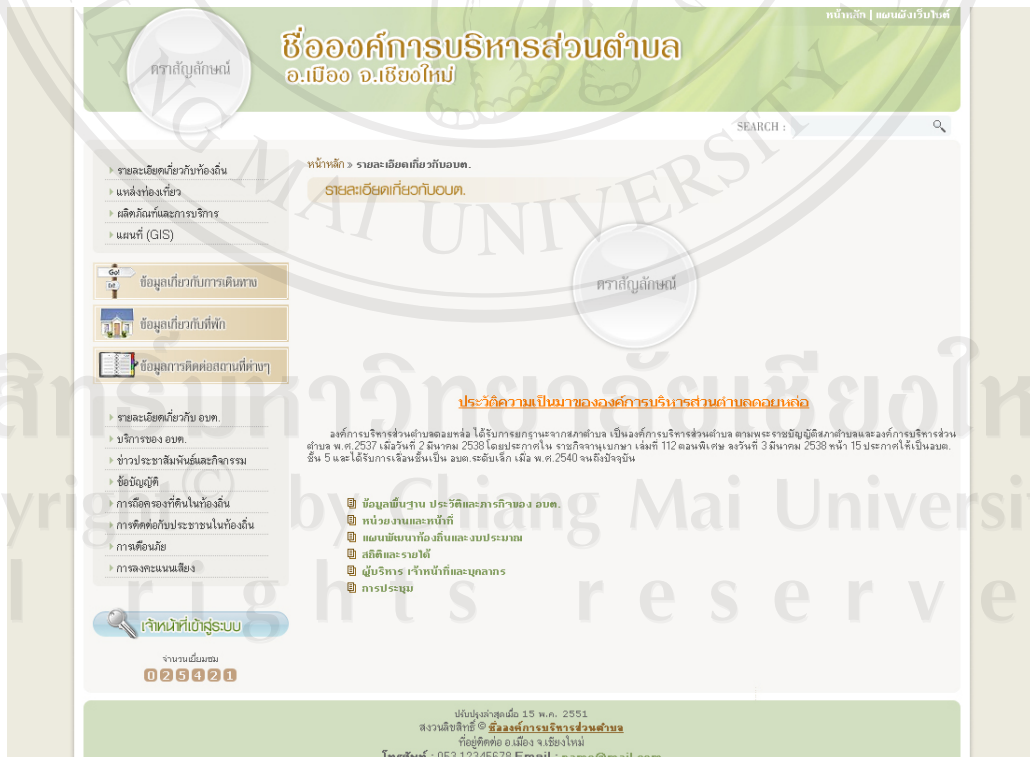 หน้าหลัก | แผนผังเว็บไซต์
ตราสัญลักษณ์
ชื่อองค์การบริหารส่วนตำบล
อ.เมือง จ.เชียงใหม่
SEARCH :
รายละเอียดเกี่ยวกับท้องถิ่น
แหล่งท่องเที่ยว
ผลิตภัณฑ์และการบริการ
แผนที่ (GIS)
Go!
ข้อมูลเกี่ยวกับการเดินทาง
ข้อมูลเกี่ยวกับที่พัก
ข้อมูลการติดต่อสถานที่ต่างๆ
รายละเอียดเกี่ยวกับ อบต.
บริการของ อบต.
ข่าวประชาสัมพันธ์และกิจกรรม
ข้อบัญญัติ
การถือครองที่ดินในท้องถิ่น
การติดต่อกับประชาชนในท้องถิ่น
การเตือนภัย
การลงคะแนนเสียง
เจ้าหน้าที่เข้าสู่ระบบ
จำนวนเยี่ยมชม
025421
หน้าหลัก » รายละเอียดเกี่ยวกับอบต.
รายละเอียดเกี่ยวกับอบต.
ตราสัญลักษณ์
ประวัติความเป็นมาขององค์การบริหารส่วนตำบลดอยหล่อ
องค์การบริหารส่วนตำบลดอยหล่อ ได้รับการยกฐานะจากสภาตำบล เป็นองค์การบริหารส่วนตำบล ตามพระราชบัญญัติสภาตำบลและองค์การบริหารส่วน
ตำบล พ.ศ.2537 เมื่อวันที่ 2 มีนาคม 2538 โดยประกาศใน ราชกิจจานุเบกษา เล่มที่ 112 ตอนพิเศษ ลงวันที่ 3 มีนาคม 2538 หน้า 15 ประกาศให้เป็นอบต.
ชั้น 5 และได้รับการเลื่อนชั้นเป็น อบต.ระดับเล็ก เมื่อ พ.ศ.2540 จนถึงปัจจุบัน
ข้อมูลพื้นฐาน ประวัติและภารกิจของ อบต.
หน่วยงานและหน้าที่
แผนพัฒนาท้องถิ่นและงบประมาณ
สถิติและรายได้
ผู้บริหาร เจ้าหน้าที่และบุคลากร
การประชุม
ปรับปรุงล่าสุดเมื่อ 15 พ.ค. 2551
สงวนลิขสิทธิ์ © ชื่อองค์การบริหารส่วนตำบล
ที่อยู่ติดต่อ อ.เมือง จ.เชียงใหม่
โทรศัพท์ : 053 12345678 Email : name@mail.com
ANG MAI UNIVERSITY
สิทธิ์มหาวิทยาลัยเชียงให
yright © by Chiang Mai Universi
l rights reserve